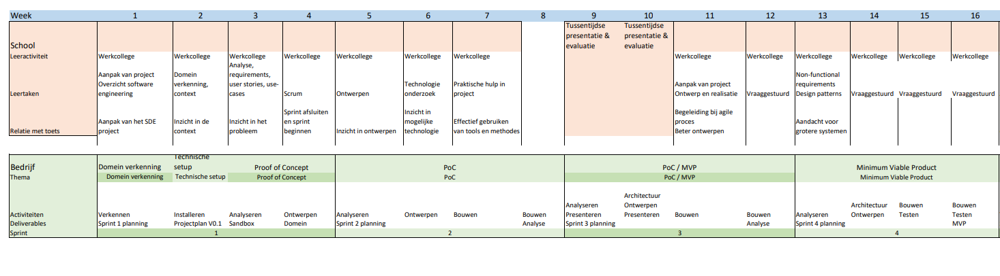 Week 1 2 3 4 5 6 7 8 9 10 11 12 13 14 15 16
Tussentijdse Tussentijdse
presentatie & presentatie &
School evaluatie evaluatie
Leeractiviteit Werkcollege Werkcollege Werkcollege Werkcollege Werkcollege Werkcollege Werkcollege Werkcollege Werkcollege Werkcollege Werkcollege Werkcollege Werkcollege
Analyse,
Aanpak van project Domein requirements, Non-functional
Overzicht software verkenning, user stories, use- Technologie Praktische hulp in Aanpak van project requirements
Leertaken engineering context cases Scrum Ontwerpen onderzoek project Ontwerp en realisatie Vraaggestuurd Design patterns Vraaggestuurd Vraaggestuurd Vraaggestuurd
Sprint afsluiten Inzicht in Begeleiding bij agile
Aanpak van het SDE Inzicht in de Inzicht in het en sprint mogelijke Effectief gebruiken proces Aandacht voor
Relatie met toets project context probleem beginnen Inzicht in ontwerpen technologie van tools en methodes Beter ontwerpen grotere systemen
Technische
Bedrijf Domein verkenning setup Proof of Concept PoC PoC / MVP Minimum Viable Product
Thema Domein verkenning Technische setup Proof of Concept PoC PoC / MVP Minimum Viable Product
Architectuur
Analyseren Ontwerpen Architectuur Bouwen Bouwen
Activiteiten Verkennen Installeren Analyseren Ontwerpen Analyseren Ontwerpen Bouwen Bouwen Presenteren Presenteren Bouwen Bouwen Analyseren Ontwerpen Testen Testen
Deliverables Sprint 1 planning Projectplan V0.1 Sandbox Domein Sprint 2 planning Analyse Sprint 3 planning Analyse Sprint 4 planning MVP
Sprint 1 2 3 4